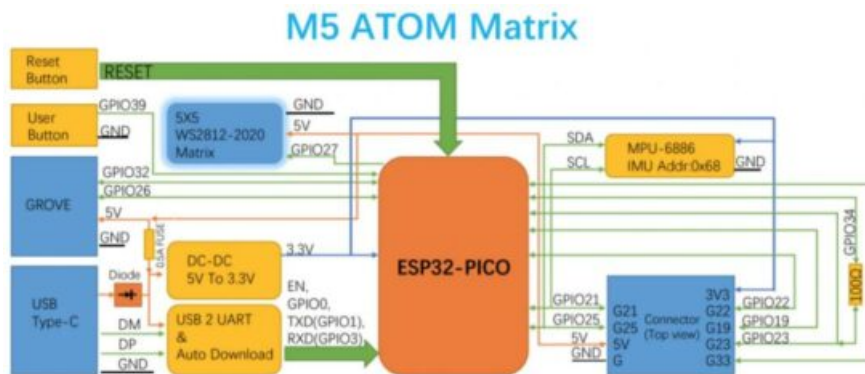 M5 ATOM Matrix
Reset
Button
RESET
User
Button
GPIO39
GND
5X5
WS2812-2020
Matrix
GND
5V
GPIO27
GROVE
GPIO32
GPIO26
5V
GND
0.5A FUSE
DC-DC
5V To 3.3V
3.3V
USB
Type-C
Diode
DM
DP
GND
USB 2 UART
&
Auto Download
EN,
GPIO0,
TXD(GPIO1),
RXD(GPIO3),
ESP32-PICO
SDA
SCL
MPU-6886
IMU Addr:0x68
GND
GPIO34
100Ω
GPIO21
GPIO25
5V
GND
G21
G25
5V
G
Connector
(Top view)
3V3
G22
G19
G23
G33
GPIO22
GPIO19
GPIO23